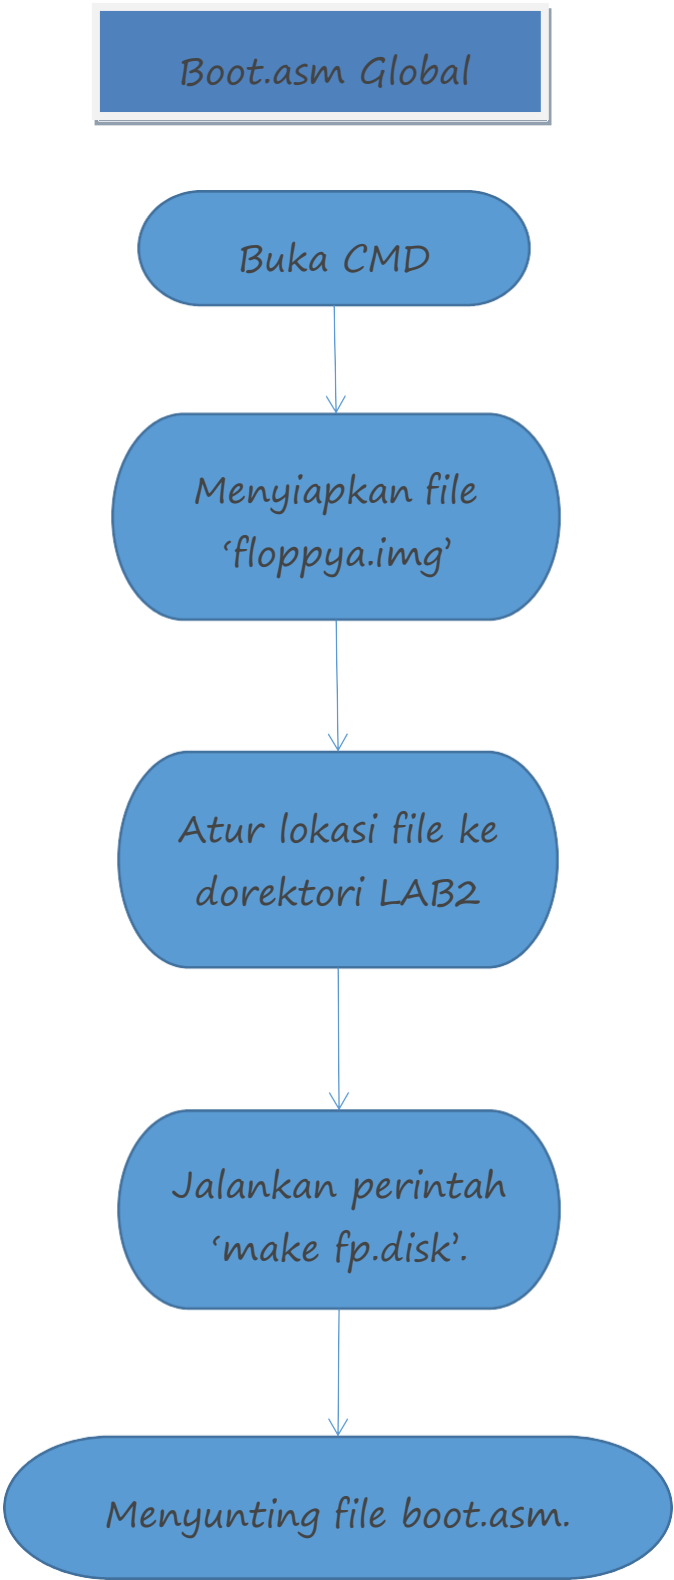 Boot.asm Global
Buka CMD
Menyiapkan file
‘floppya.img’
Atur lokasi file ke
dorektori LAB2
Jalankan perintah
‘make fp.disk’.
Menyunting file boot.asm.